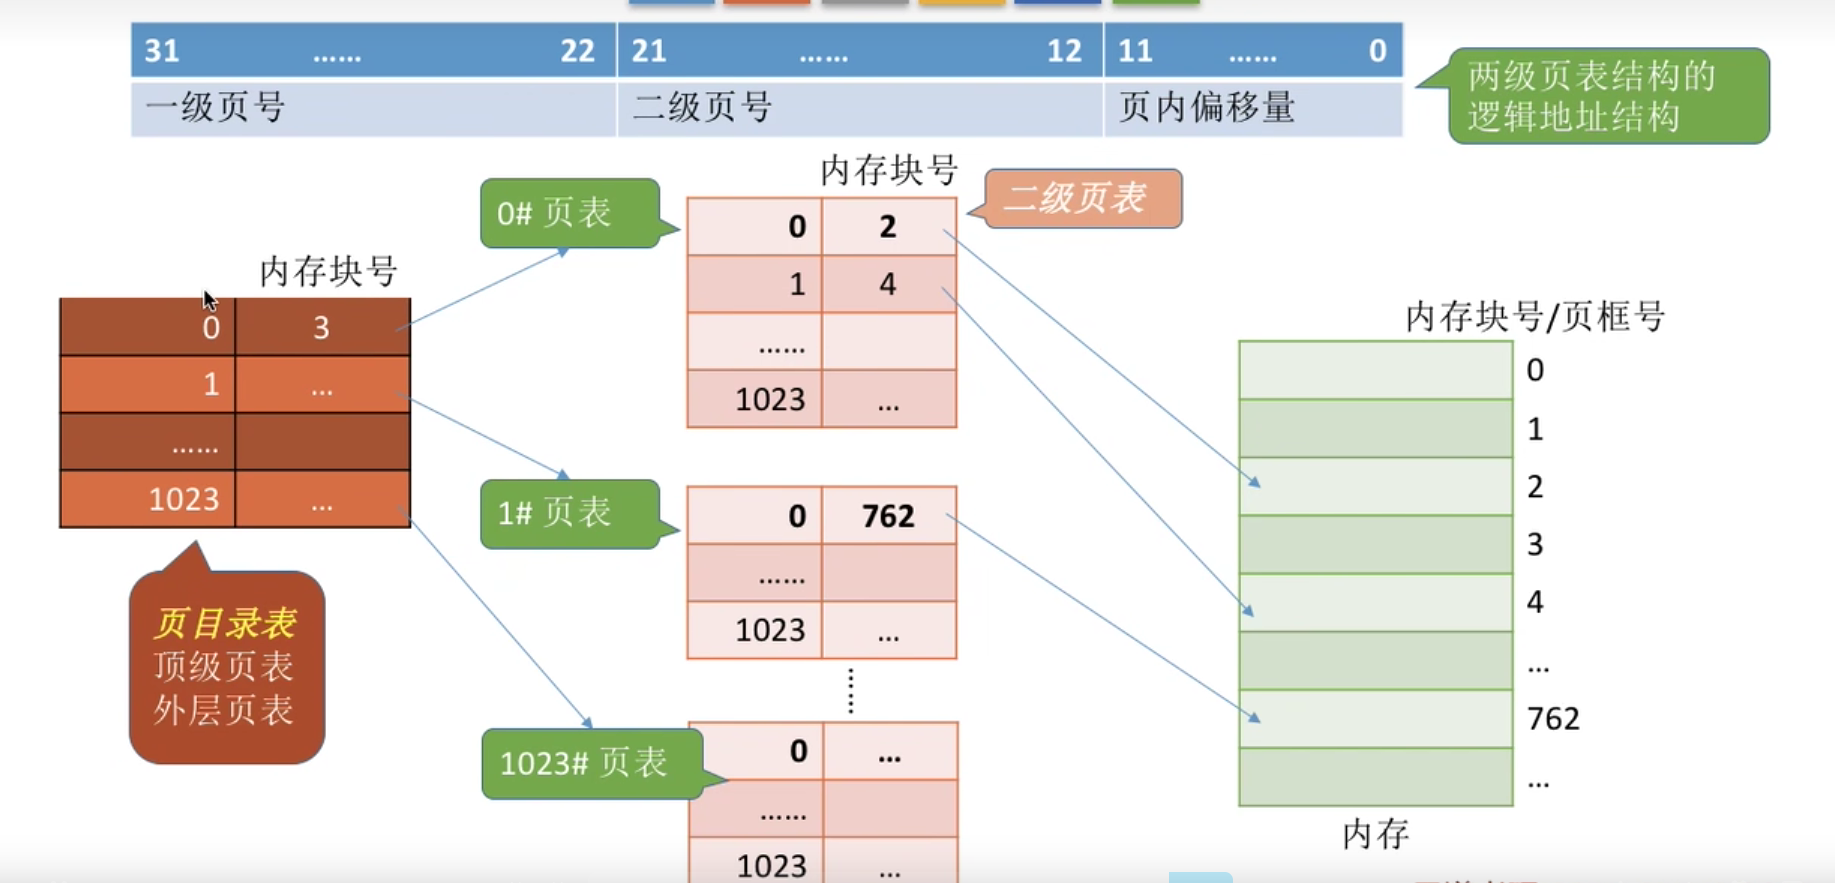 31 …… 22 21 …… 12 11 …… 0
一级页号 二级页号 页内偏移量
两级页表结构的
逻辑地址结构
内存块号
0 3
1 ...
……
1023 ...
页目录表
顶级页表
外层页表
0# 页表
内存块号
二级页表
0 2
1 4
……
1023 ...
1# 页表
0 762
……
1023 ...
1023# 页表
0 ...
……
1023 ...
内存块号/页框号
0
1
2
3
4
...
762
...
内存